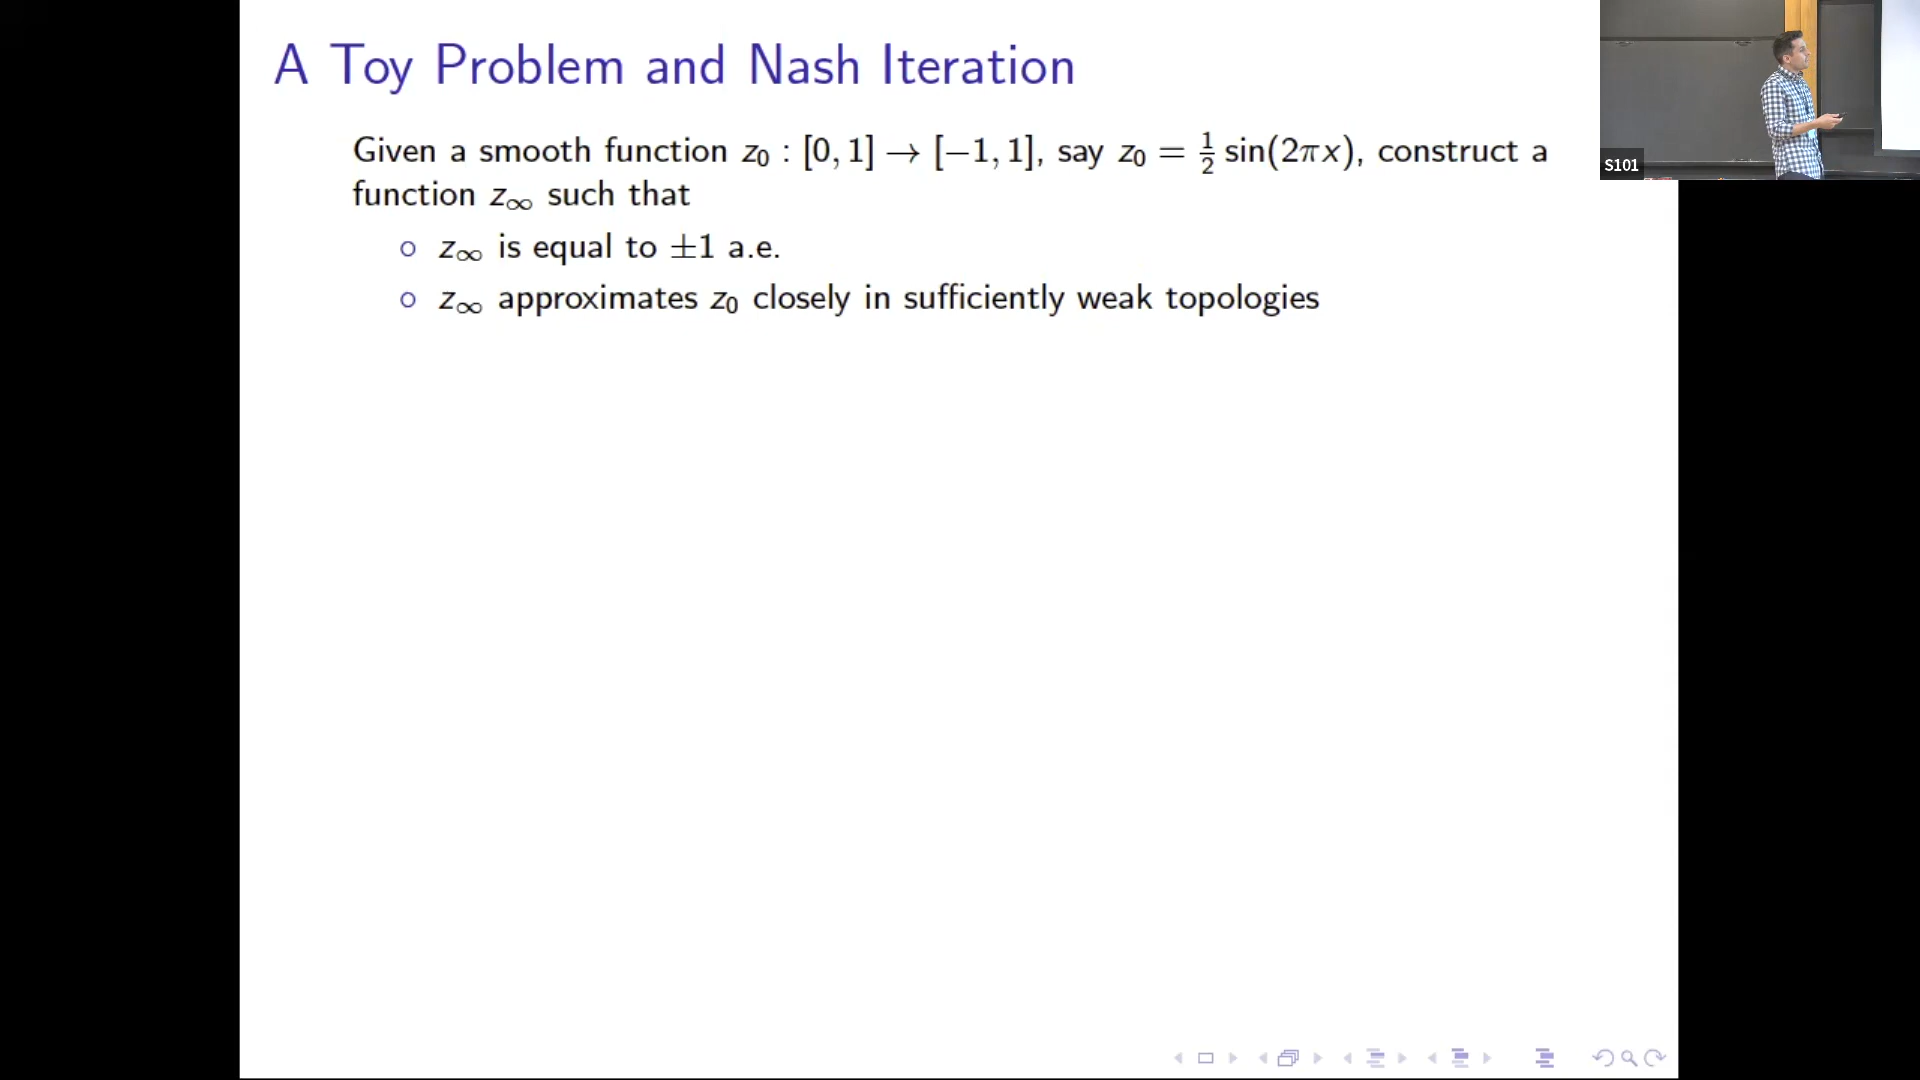 A Toy Problem and Nash Iteration
Given a smooth function z₀ : [0, 1] → [−1, 1], say z₀ = ½ sin(2πx), construct a
function z∞ such that
○ z∞ is equal to ±1 a.e.
○ z∞ approximates z₀ closely in sufficiently weak topologies
S101